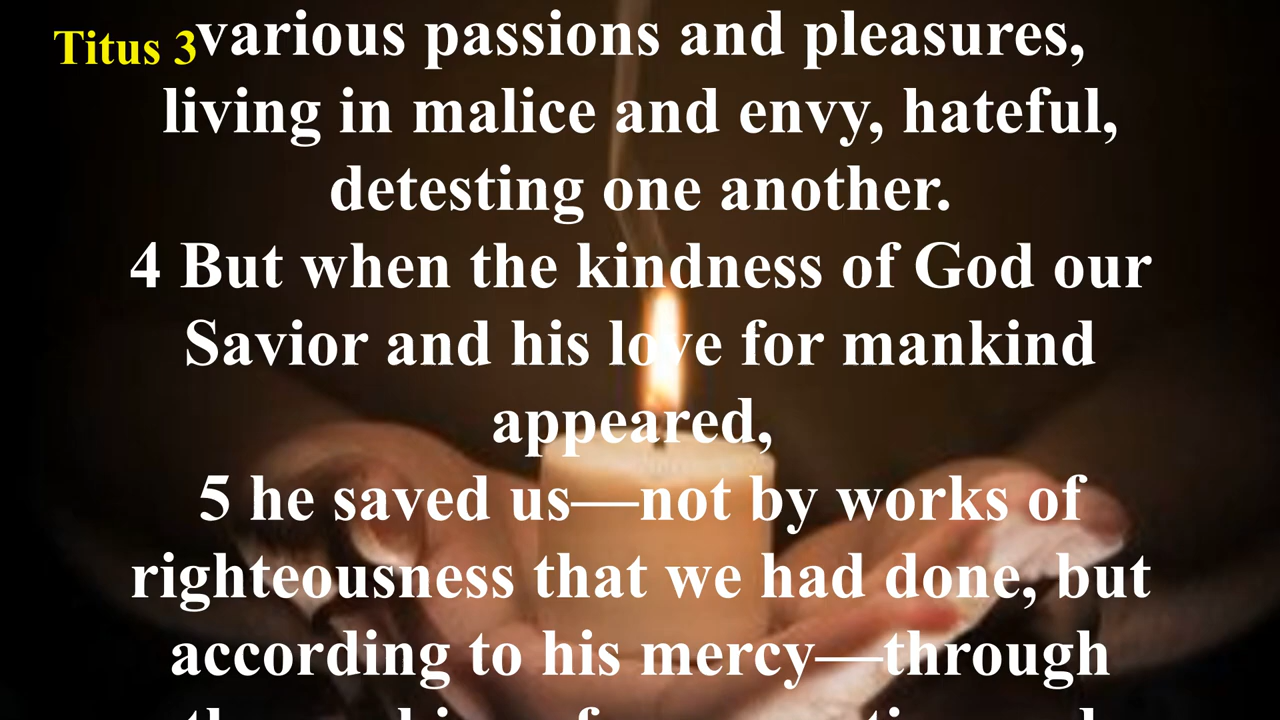 Titus 3
various passions and pleasures,
living in malice and envy, hateful,
detesting one another.
4 But when the kindness of God our
Savior and his love for mankind
appeared,
5 he saved us—not by works of
righteousness that we had done, but
according to his mercy—through